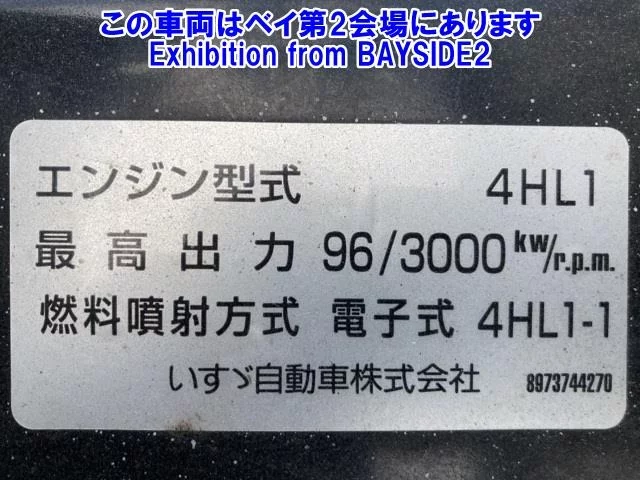 この車両はベイ第2会場にあります
Exhibition from BAYSIDE2
エンジン型式 4HL1
最高出力 96/3000 kw/r.p.m.
燃料噴射方式 電子式 4HL1-1
いすゞ自動車株式会社 8973744270